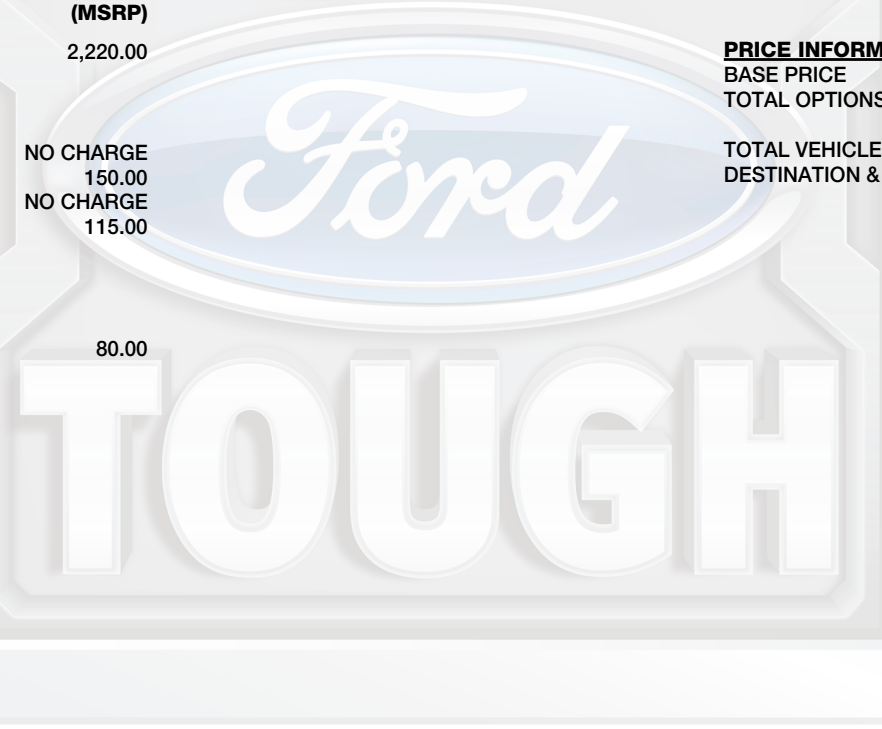 (MSRP)
2,220.00
NO CHARGE
150.00
NO CHARGE
115.00
80.00
PRICE INFORM
BASE PRICE
TOTAL OPTIONS
TOTAL VEHICLE
DESTINATION &
Ford
TOUGH